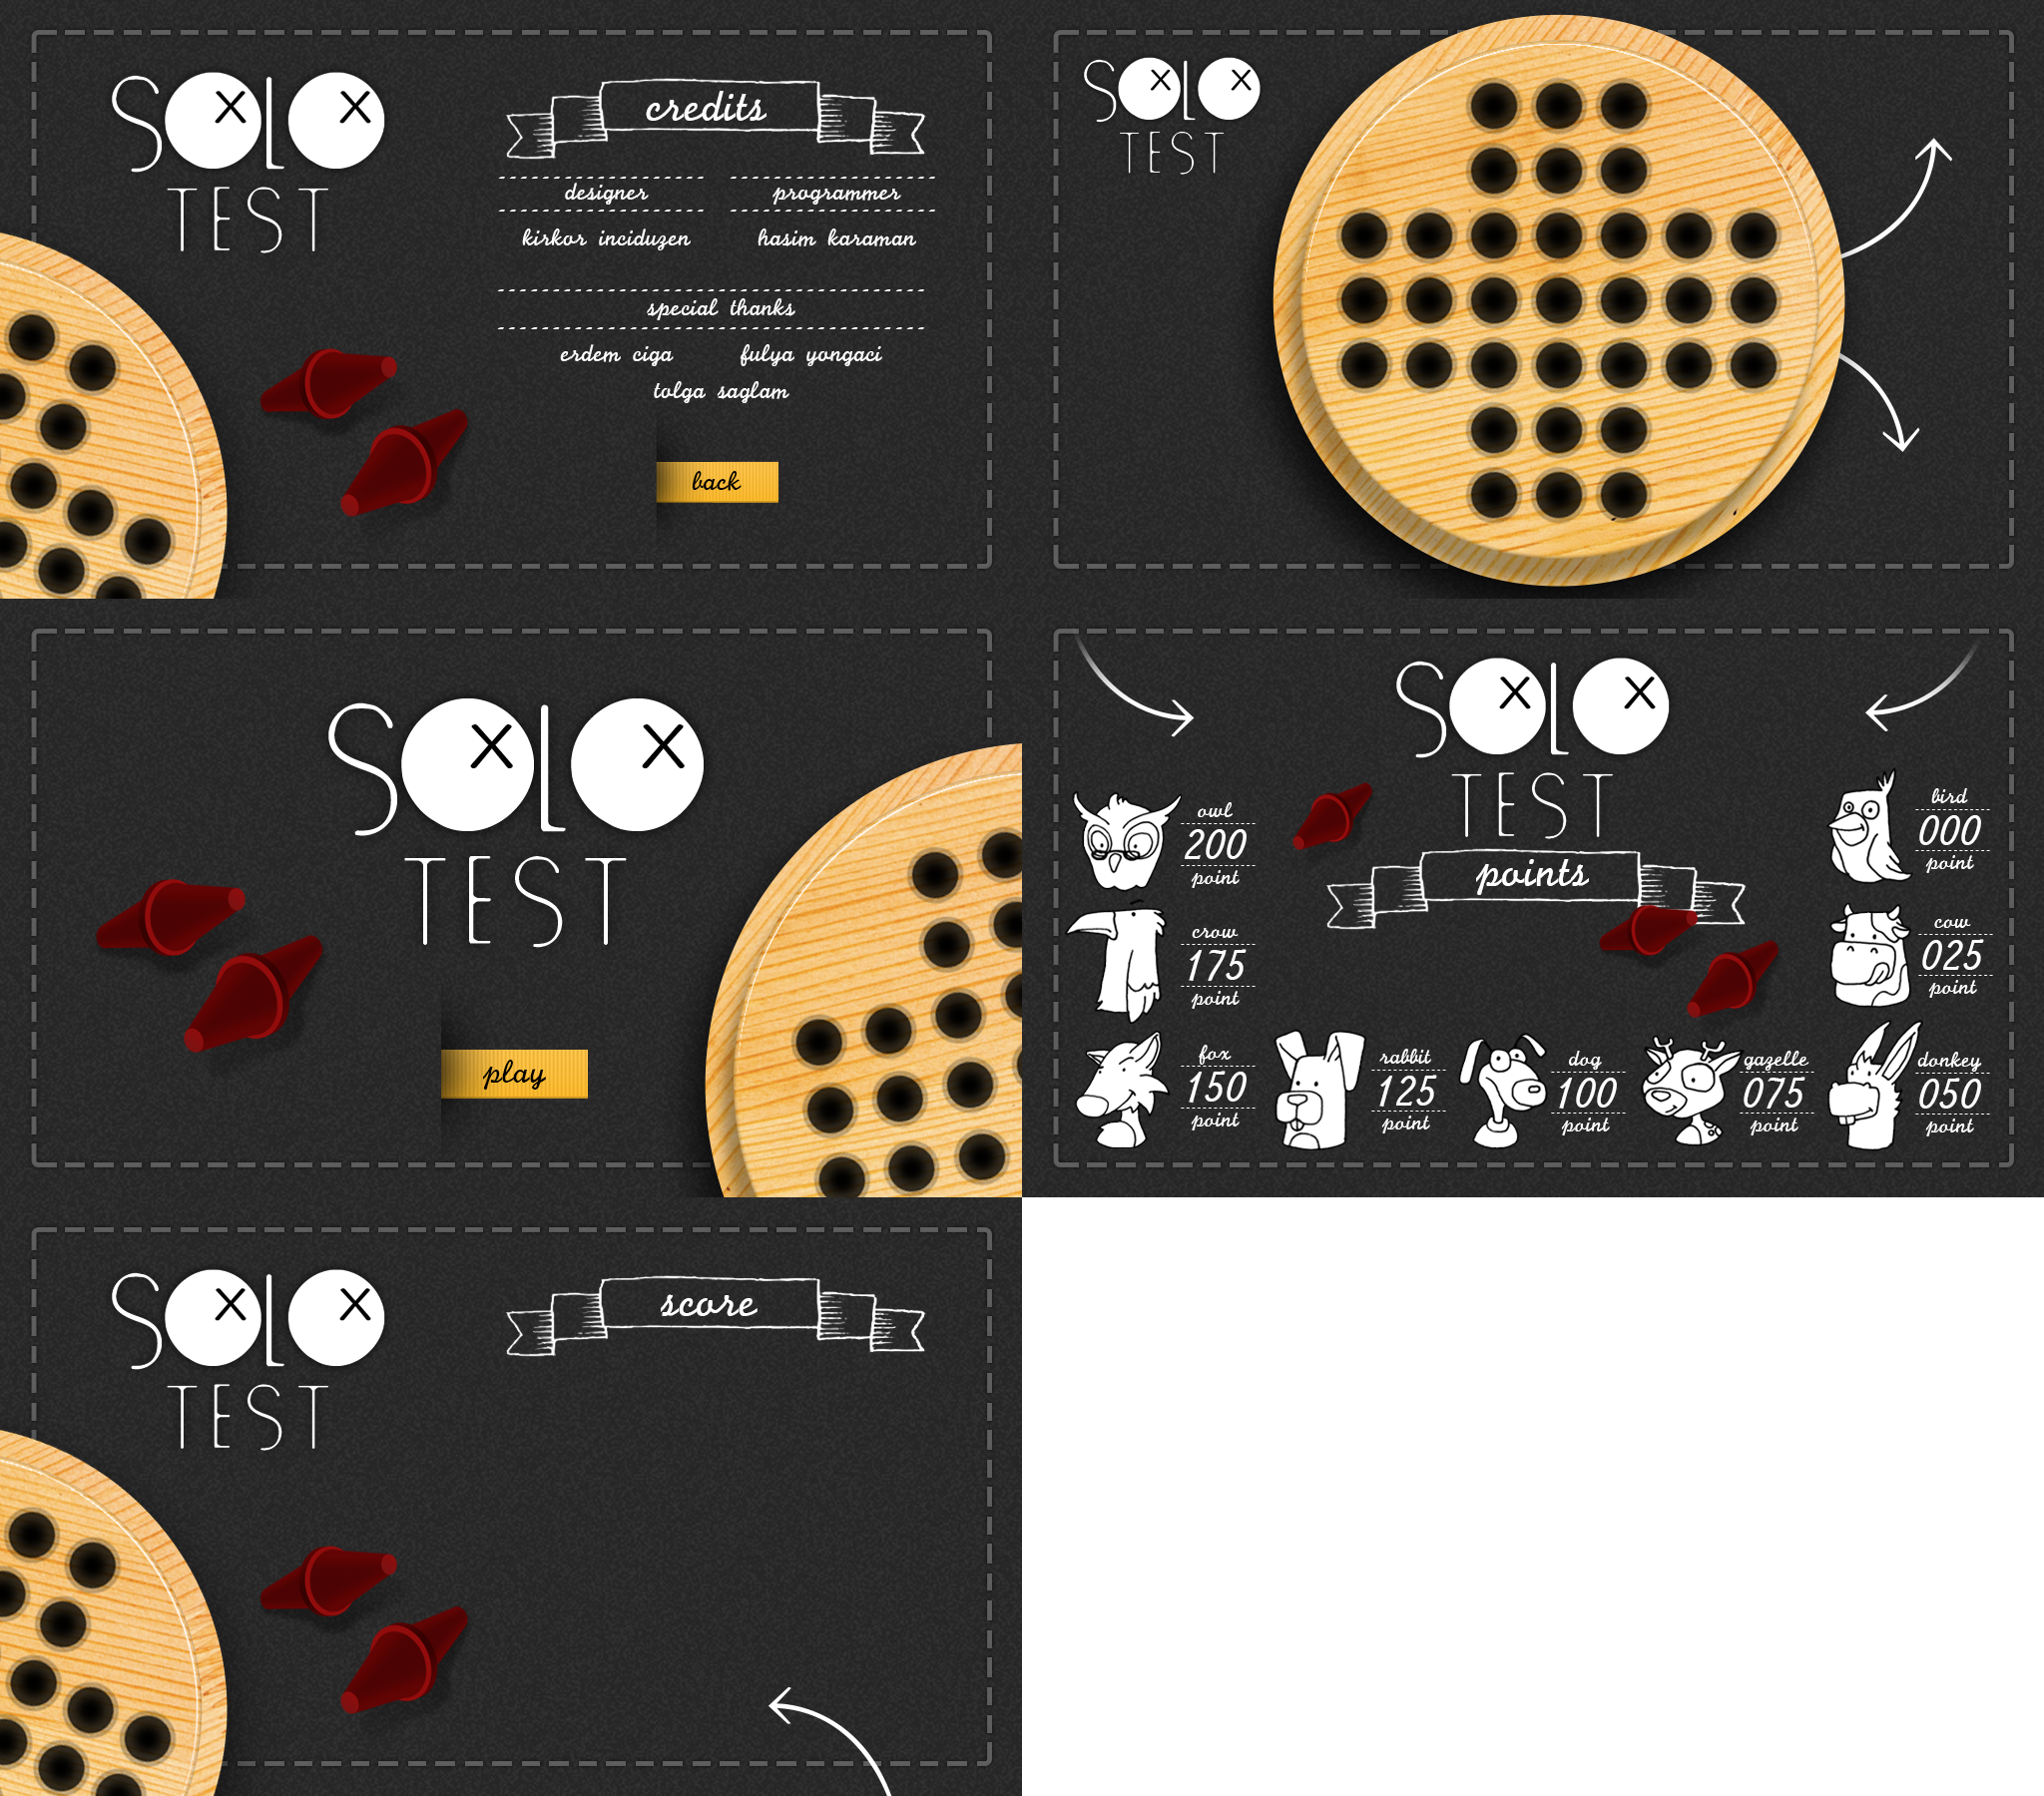 SOLO
TEST
credits
designer
programmer
kirkor inciduzen
hasim karaman
special thanks
erdem ciga
fulya yongaci
tolga saglam
back
SOLO
TEST
SOLO
TEST
play
SOLO
TEST
points
owl
200
point
crow
175
point
fox
150
point
rabbit
125
point
dog
100
point
gazelle
075
point
donkey
050
point
cow
025
point
bird
000
point
SOLO
TEST
score